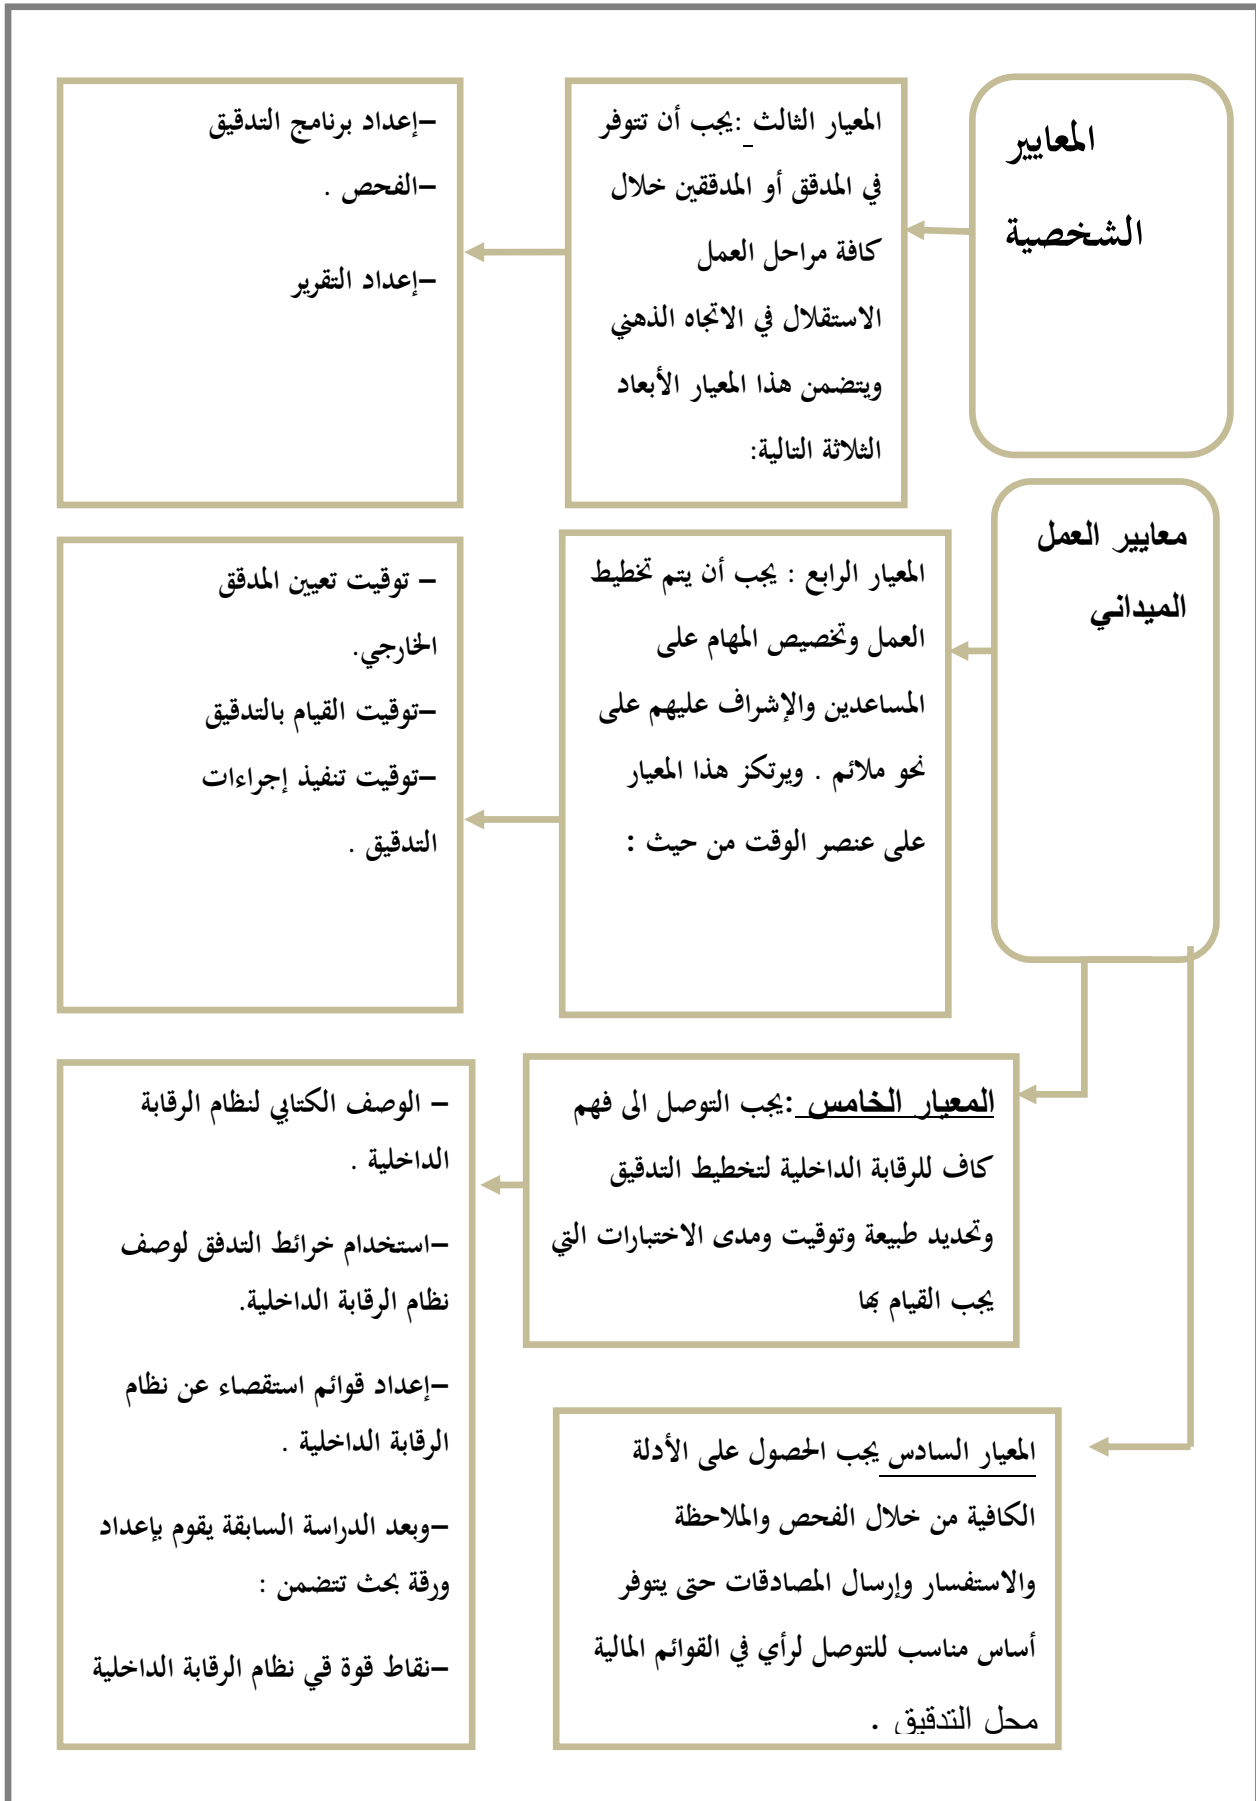 المعايير
الشخصية
المعيار الثالث :يجب أن تتوفر
في المدقق أو المدققين خلال
كافة مراحل العمل
الاستقلال في الاتجاه الذهني
ويتضمن هذا المعيار الأبعاد
الثلاثة التالية:
–إعداد برنامج التدقيق
–الفحص .
–إعداد التقرير
معايير العمل
الميداني
المعيار الرابع : يجب أن يتم تخطيط
العمل وتخصيص المهام على
المساعدين والإشراف عليهم على
نحو ملائم . ويرتكز هذا المعيار
على عنصر الوقت من حيث :
– توقيت تعيين المدقق
الخارجي.
–توقيت القيام بالتدقيق
–توقيت تنفيذ إجراءات
التدقيق .
المعيار الخامس :يجب التوصل الى فهم
كاف للرقابة الداخلية لتخطيط التدقيق
وتحديد طبيعة وتوقيت ومدى الاختبارات التي
يجب القيام بها
– الوصف الكتابي لنظام الرقابة
الداخلية .
–استخدام خرائط التدفق لوصف
نظام الرقابة الداخلية.
–إعداد قوائم استقصاء عن نظام
الرقابة الداخلية .
–وبعد الدراسة السابقة يقوم بإعداد
ورقة بحث تتضمن :
–نقاط قوة قي نظام الرقابة الداخلية
المعيار السادس يجب الحصول على الأدلة
الكافية من خلال الفحص والملاحظة
والاستفسار وإرسال المصادقات حتى يتوفر
أساس مناسب للتوصل لرأي في القوائم المالية
محل التدقيق .